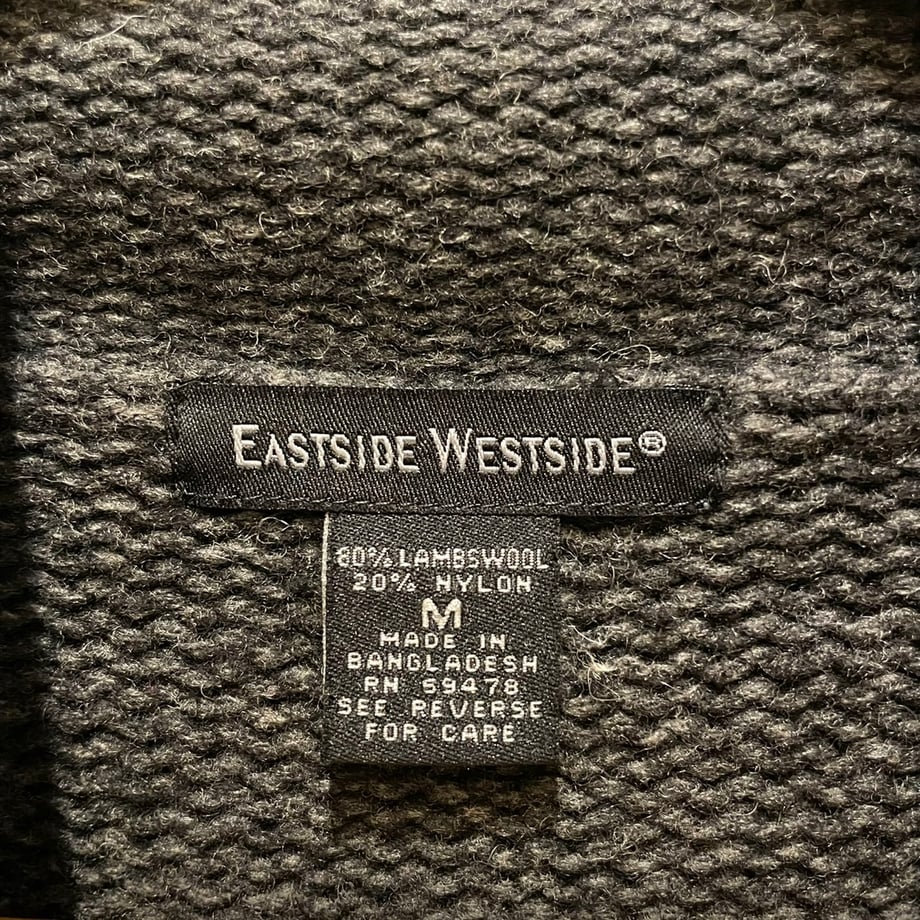 EASTSIDE WESTSIDE®
80% LAMBSWOOL
20% NYLON
M
MADE IN
BANGLADESH
RN 69478
SEE REVERSE
FOR CARE